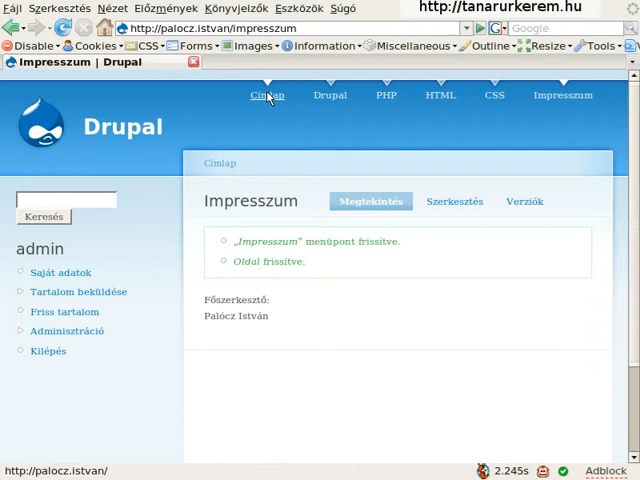 Fájl Szerkesztés Nézet Előzmények Könyvjelzők Eszközök Súgó http://tanarurkerem.hu
http://palocz.istvan/impresszum Google
Disable Cookies CSS Forms Images Information Miscellaneous Outline Resize Tools
Impresszum | Drupal
Címlap Drupal PHP HTML CSS Impresszum
Drupal
Címlap
Impresszum Megtekintés Szerkesztés Verziók
Keresés
„Impresszum” menüpont frissítve.
Oldal frissítve.
admin
Saját adatok
Tartalom beküldése
Friss tartalom
Adminisztráció
Kilépés
Főszerkesztő:
Palócz István
http://palocz.istvan/ 2.245s Adblock